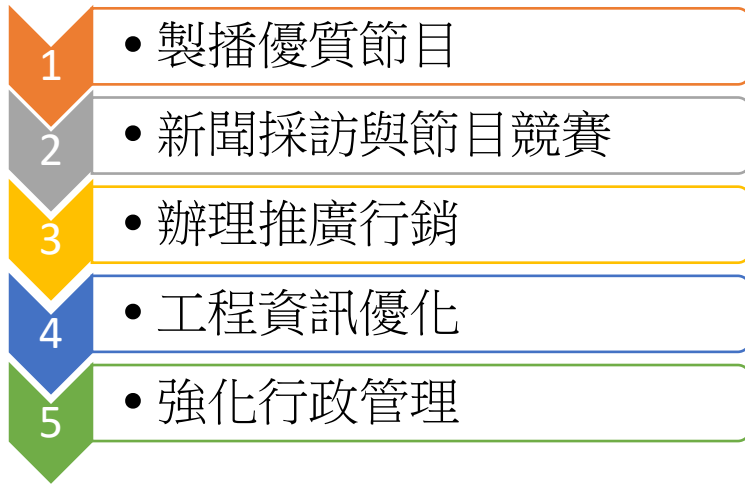 1 • 製播優質節目
2 • 新聞採訪與節目競賽
3 • 辦理推廣行銷
4 • 工程資訊優化
5 • 強化行政管理